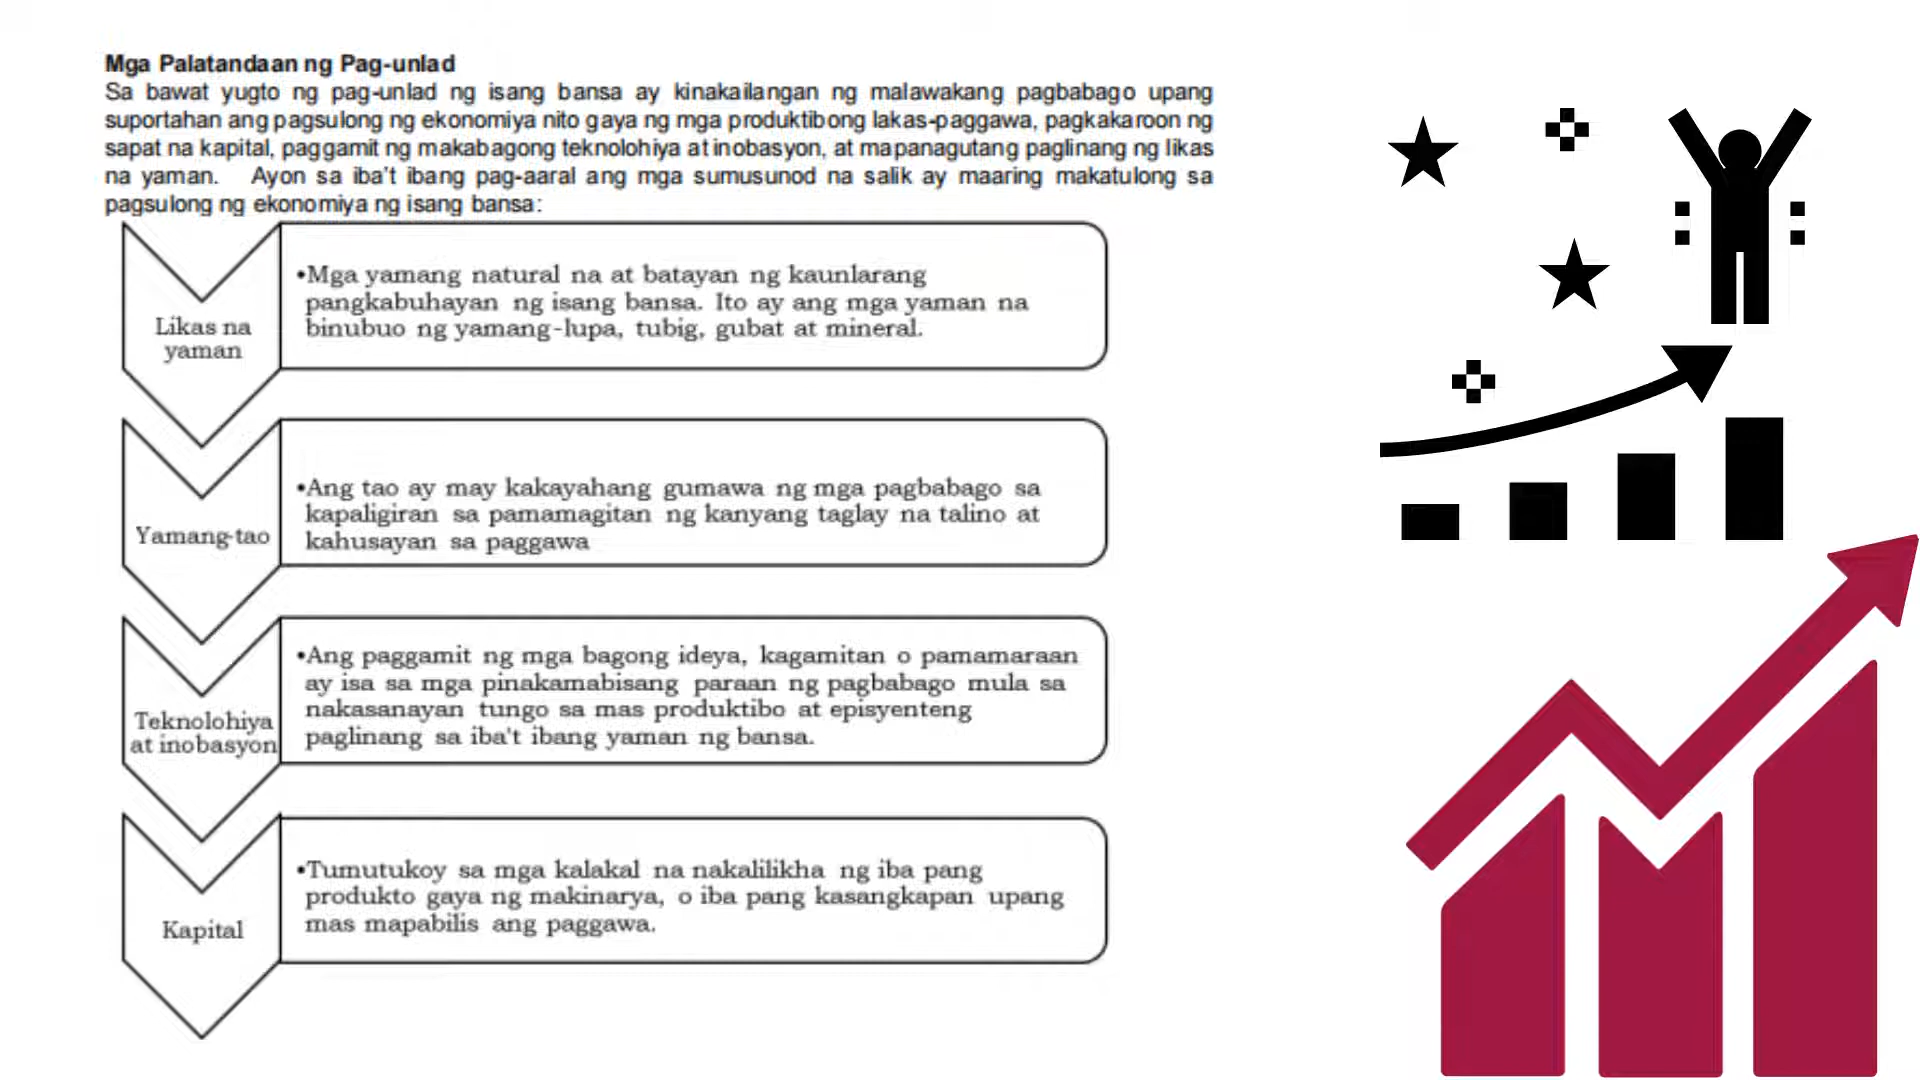 Mga Palatandaan ng Pag-unlad
Sa bawat yugto ng pag-unlad ng isang bansa ay kinakailangan ng malawakang pagbabago upang
suportahan ang pagsulong ng ekonomiya nito gaya ng mga produktibong lakas-paggawa, pagkakaroon ng
sapat na kapital, paggamit ng makabagong teknolohiya at inobasyon, at mapanagutang paglinang ng likas
na yaman. Ayon sa iba't ibang pag-aaral ang mga sumusunod na salik ay maaring makatulong sa
pagsulong ng ekonomiya ng isang bansa:
Likas na
yaman
•Mga yamang natural na at batayan ng kaunlarang
pangkabuhayan ng isang bansa. Ito ay ang mga yaman na
binubuo ng yamang-lupa, tubig, gubat at mineral.
Yamang-tao
•Ang tao ay may kakayahang gumawa ng mga pagbabago sa
kapaligiran sa pamamagitan ng kanyang taglay na talino at
kahusayan sa paggawa
Teknolohiya
at inobasyon
•Ang paggamit ng mga bagong ideya, kagamitan o pamamaraan
ay isa sa mga pinakamabisang paraan ng pagbabago mula sa
nakasanayan tungo sa mas produktibo at episyenteng
paglinang sa iba't ibang yaman ng bansa.
Kapital
•Tumutukoy sa mga kalakal na nakalilikha ng iba pang
produkto gaya ng makinarya, o iba pang kasangkapan upang
mas mapabilis ang paggawa.